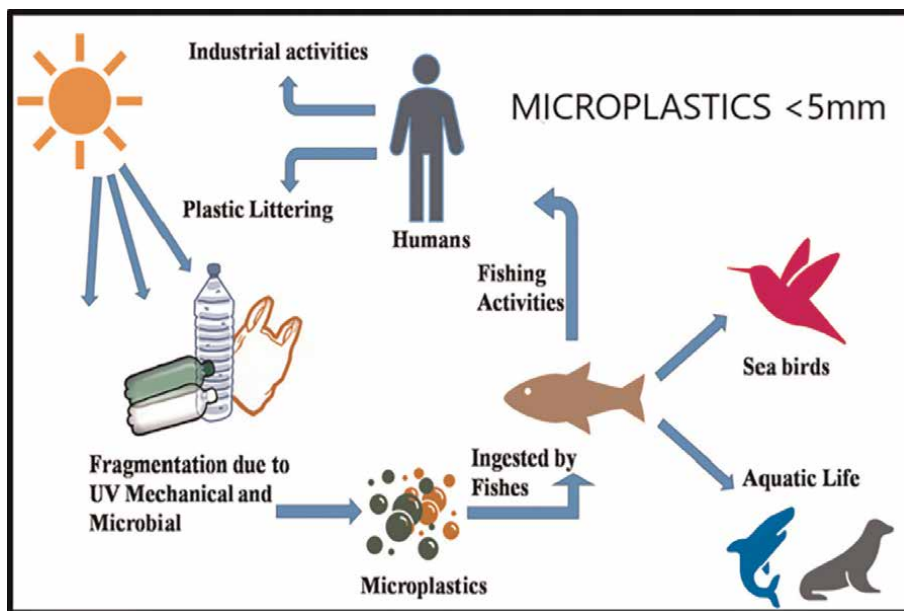 Industrial activities
MICROPLASTICS <5mm
Plastic Littering
Humans
Fishing
Activities
Sea birds
Fragmentation due to
UV Mechanical and
Microbial
Ingested by
Fishes
Aquatic Life
Microplastics